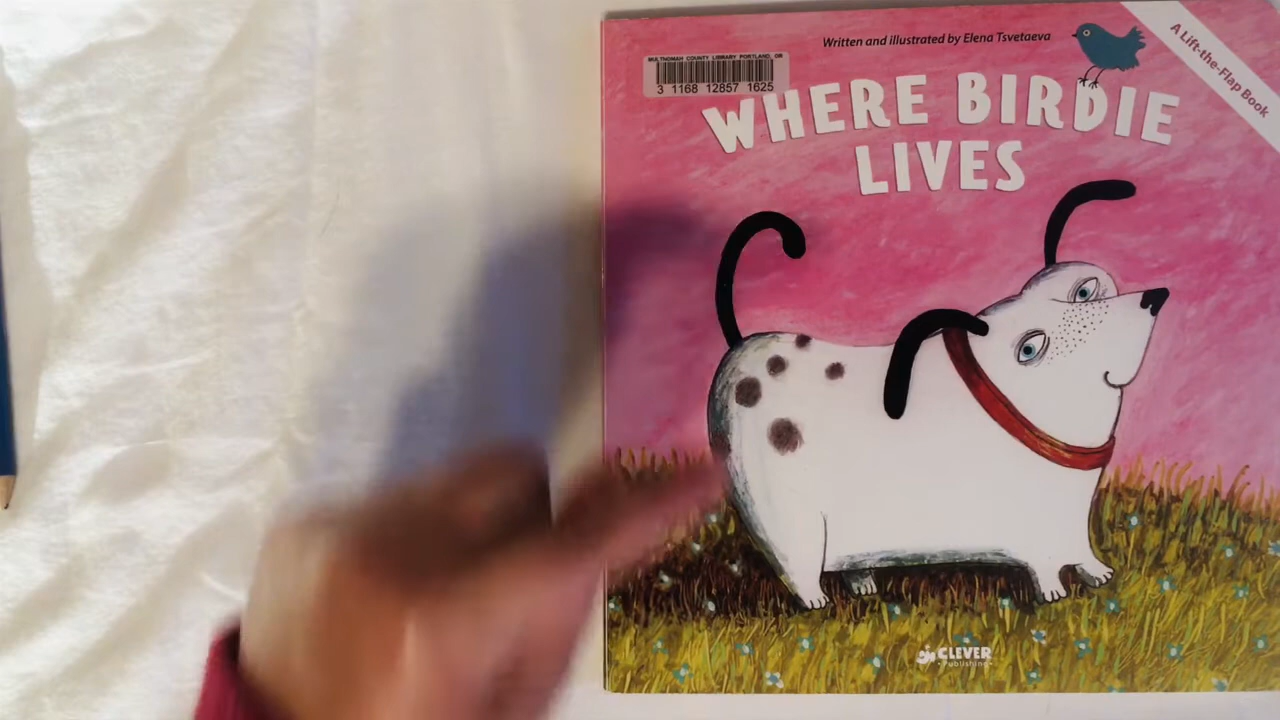 Written and illustrated by Elena Tsvetaeva
A Lift-the-Flap Book
MULTNOMAH COUNTY LIBRARY PORTLAND, OR
3 1168 12857 1625
WHERE BIRDIE
LIVES
CLEVER
•Publishing•